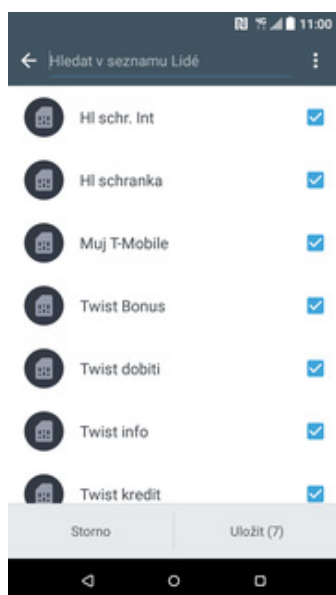 11:00
Hledat v seznamu Lidé
Hl schr. Int
Hl schranka
Muj T-Mobile
Twist Bonus
Twist dobiti
Twist info
Twist kredit
Storno
Uložit (7)